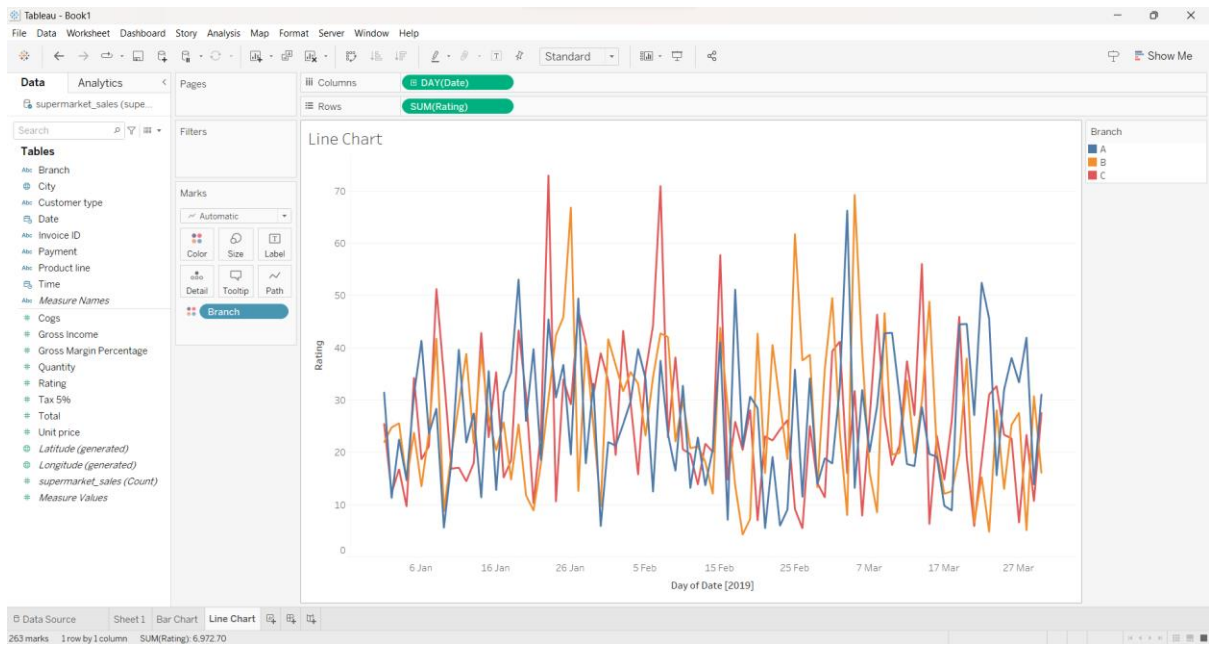 Tableau - Book1
File Data Worksheet Dashboard Story Analysis Map Format Server Window Help
Standard
Show Me
Data Analytics
supermarket_sales (supe...
Search
Tables
Abc Branch
City
Abc Customer type
Date
Abc Invoice ID
Abc Payment
Abc Product line
Time
Abc Measure Names
# Cogs
# Gross Income
# Gross Margin Percentage
# Quantity
# Rating
# Tax 5%
# Total
# Unit price
Latitude (generated)
Longitude (generated)
# supermarket_sales (Count)
# Measure Values
Pages
Filters
Marks
Automatic
Color Size Label
Detail Tooltip Path
Branch
Columns DAY(Date)
Rows SUM(Rating)
Line Chart
Rating
70
60
50
40
30
20
10
0
6 Jan 16 Jan 26 Jan 5 Feb 15 Feb 25 Feb 7 Mar 17 Mar 27 Mar
Day of Date [2019]
Branch
A
B
C
Data Source Sheet 1 Bar Chart Line Chart
263 marks 1 row by 1 column SUM(Rating): 6,972.70